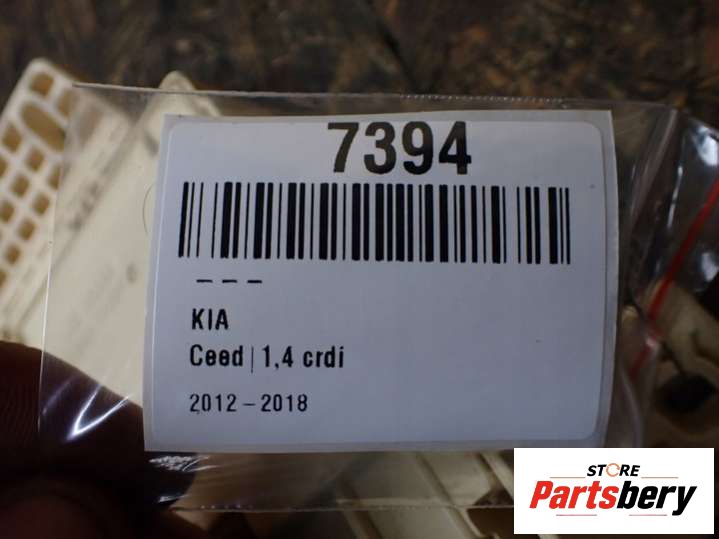 7394
---
KIA
Ceed | 1,4 crdi
2012 – 2018
STORE
Partsbery